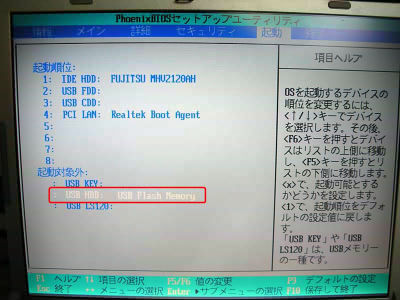 PhoenixBIOSセットアップユーティリティ
情報 メイン 詳細 セキュリティ 起動 終了
起動順位:
1: IDE HDD: FUJITSU MHV2120AH
2: USB FDD:
3: USB CDD:
4: PCI LAN: Realtek Boot Agent
5:
6:
7:
8:
起動対象外:
: USB KEY:
: USB HDD: USB Flash Memory
: USB LS120:
項目ヘルプ
OSを起動するデバイスの
順位を変更するには、
<↑/↓>キーでデバイス
を選択します。その後、
<F6>キーを押すとデバイ
スはリストの上側に移動
し、<F5>キーを押すとリ
ストの下側に移動します。
<x>で、起動可能とする
かどうかを設定します。
<1>で、起動順位をデフォ
ルトの設定値に戻しま
す。
「USB KEY」や「USB
LS120」は、USBメモリー
の一種です。
F1 ヘルプ ↑↓ 項目の選択 F5/F6 値の変更 F9 デフォルトの設定
Esc 終了 ←→ メニューの選択 Enter ▶サブメニューの選択 F10 保存して終了